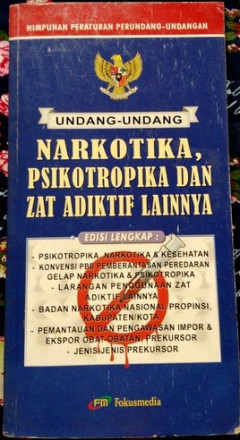 HIMPUNAN PERATURAN PERUNDANG-UNDANGAN
UNDANG-UNDANG
NARKOTIKA,
PSIKOTROPIKA DAN
ZAT ADIKTIF LAINNYA
EDISI LENGKAP :
- PSIKOTROPIKA, NARKOTIKA & KESEHATAN
- KONVENSI PBB PEMBERANTASAN PEREDARAN
GELAP NARKOTIKA & PSIKOTROPIKA
- LARANGAN PENGGUNAAN ZAT
ADIKTIF LAINNYA
- BADAN NARKOTIKA NASIONAL PROPINSI,
KABUPATEN/KOTA
- PEMANTAUAN DAN PENGAWASAN IMPOR &
EKSPOR OBAT-OBATAN, PREKURSOR
- JENIS-JENIS PREKURSOR
FM Fokusmedia